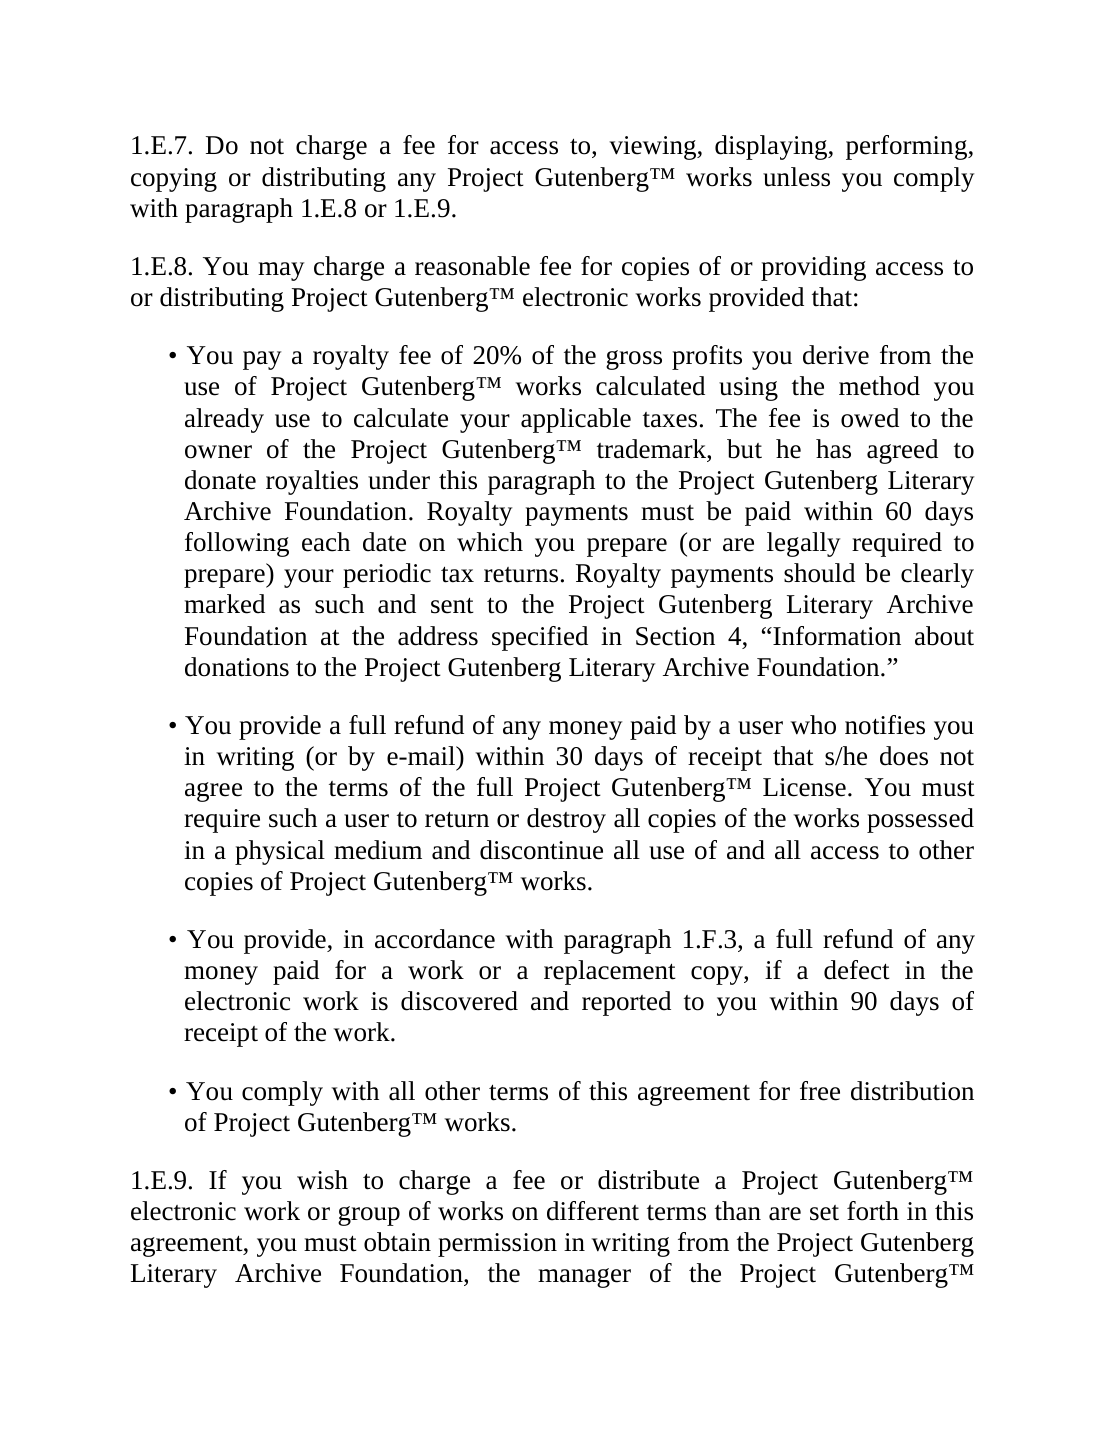 1.E.7. Do not charge a fee for access to, viewing, displaying, performing,
copying or distributing any Project Gutenberg™ works unless you comply
with paragraph 1.E.8 or 1.E.9.
1.E.8. You may charge a reasonable fee for copies of or providing access to
or distributing Project Gutenberg™ electronic works provided that:
• You pay a royalty fee of 20% of the gross profits you derive from the
use of Project Gutenberg™ works calculated using the method you
already use to calculate your applicable taxes. The fee is owed to the
owner of the Project Gutenberg™ trademark, but he has agreed to
donate royalties under this paragraph to the Project Gutenberg Literary
Archive Foundation. Royalty payments must be paid within 60 days
following each date on which you prepare (or are legally required to
prepare) your periodic tax returns. Royalty payments should be clearly
marked as such and sent to the Project Gutenberg Literary Archive
Foundation at the address specified in Section 4, “Information about
donations to the Project Gutenberg Literary Archive Foundation.”
• You provide a full refund of any money paid by a user who notifies you
in writing (or by e-mail) within 30 days of receipt that s/he does not
agree to the terms of the full Project Gutenberg™ License. You must
require such a user to return or destroy all copies of the works possessed
in a physical medium and discontinue all use of and all access to other
copies of Project Gutenberg™ works.
• You provide, in accordance with paragraph 1.F.3, a full refund of any
money paid for a work or a replacement copy, if a defect in the
electronic work is discovered and reported to you within 90 days of
receipt of the work.
• You comply with all other terms of this agreement for free distribution
of Project Gutenberg™ works.
1.E.9. If you wish to charge a fee or distribute a Project Gutenberg™
electronic work or group of works on different terms than are set forth in this
agreement, you must obtain permission in writing from the Project Gutenberg
Literary Archive Foundation, the manager of the Project Gutenberg™